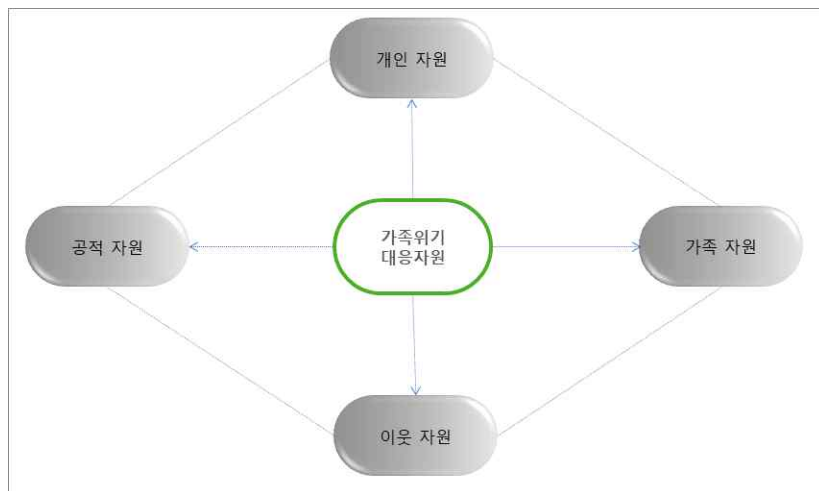 개인 자원
공적 자원
가족위기
대응자원
가족 자원
이웃 자원